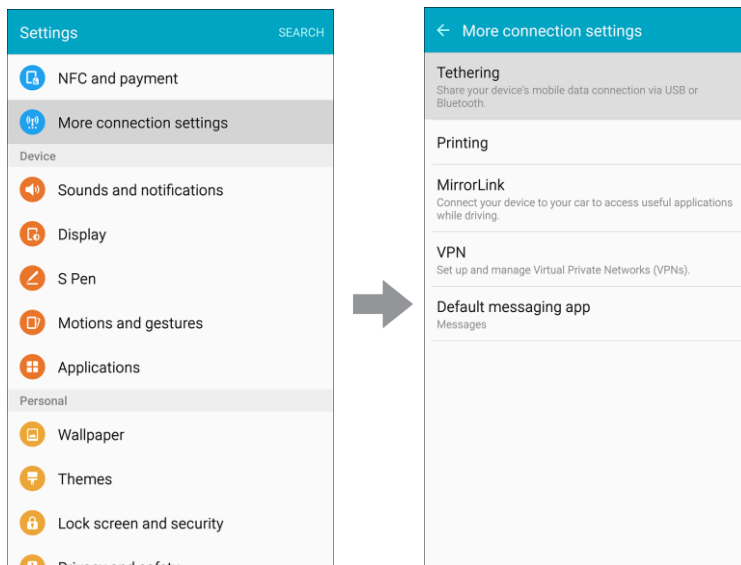 Settings
SEARCH
NFC and payment
More connection settings
Device
Sounds and notifications
Display
S Pen
Motions and gestures
Applications
Personal
Wallpaper
Themes
Lock screen and security
Privacy and safety
More connection settings
Tethering
Share your device's mobile data connection via USB or
Bluetooth.
Printing
MirrorLink
Connect your device to your car to access useful applications
while driving.
VPN
Set up and manage Virtual Private Networks (VPNs).
Default messaging app
Messages